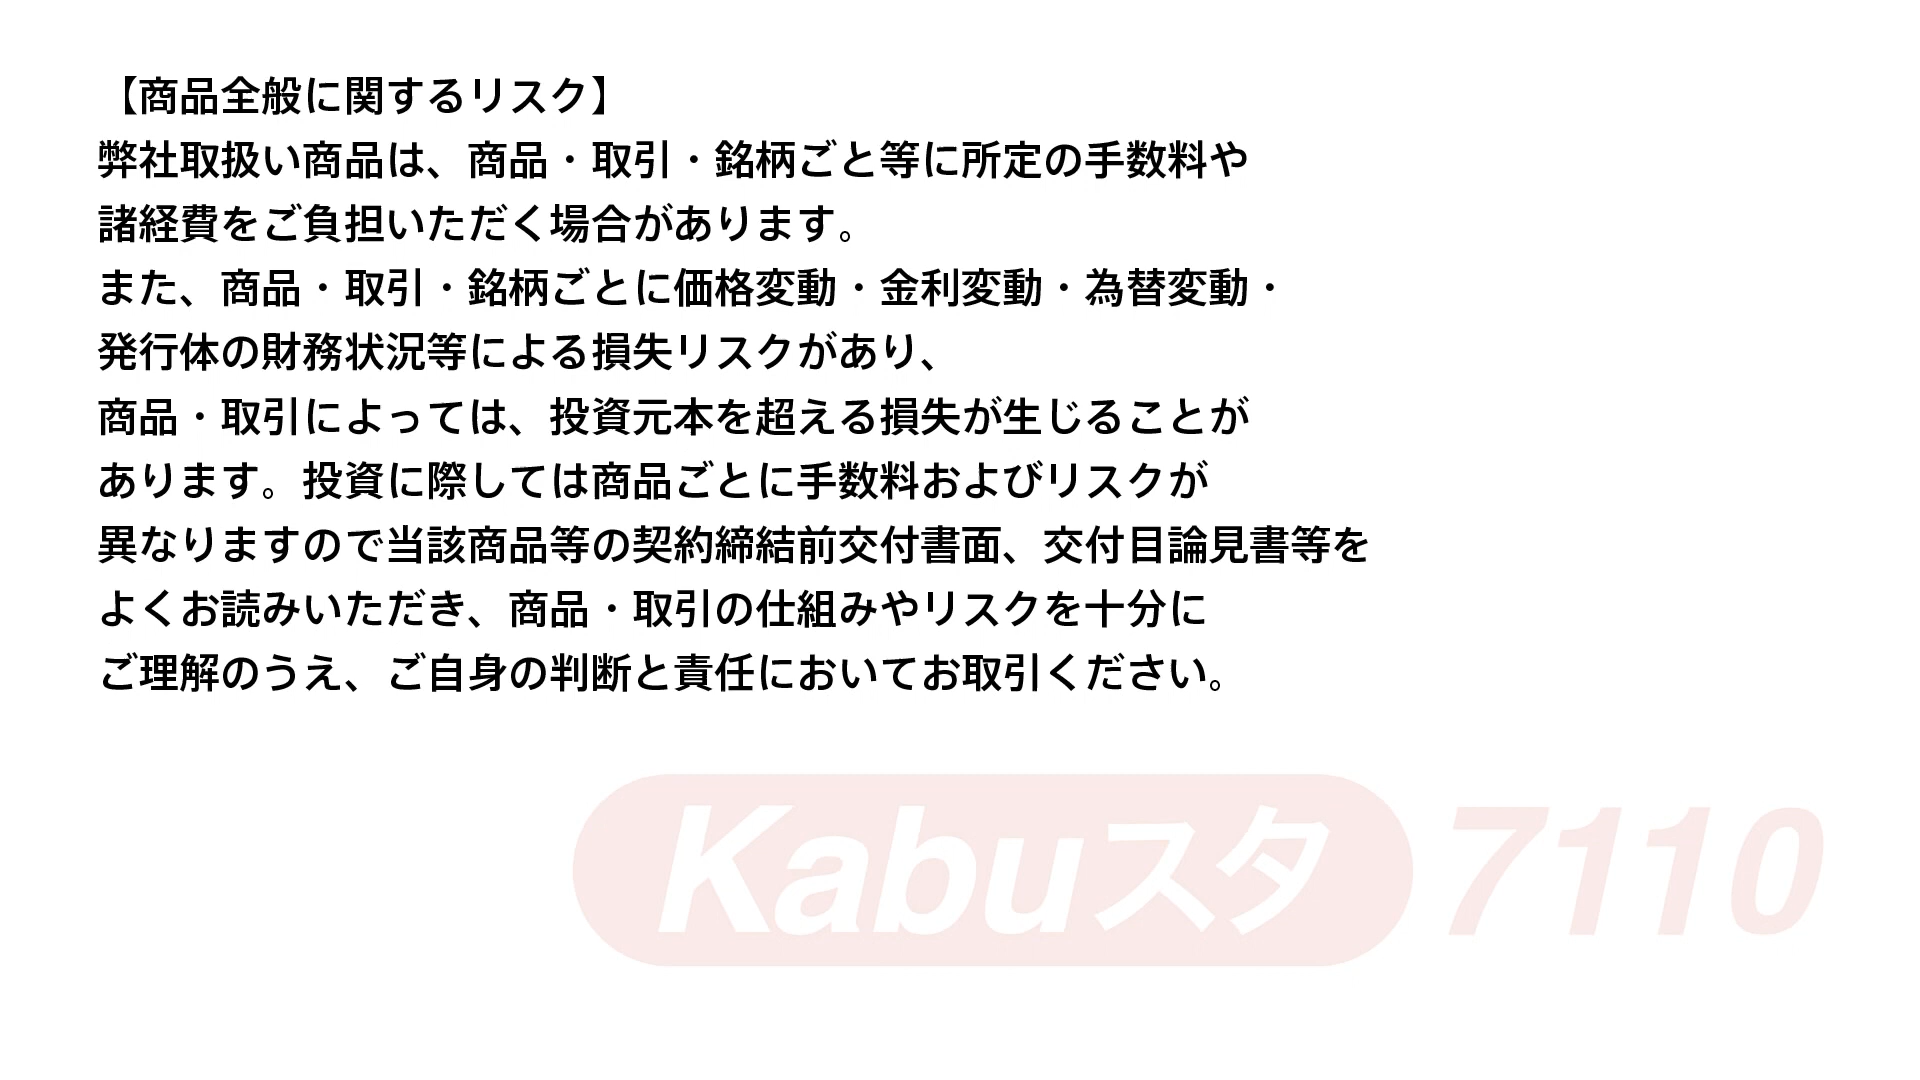 【商品全般に関するリスク】
弊社取扱い商品は、商品・取引・銘柄ごと等に所定の手数料や
諸経費をご負担いただく場合があります。
また、商品・取引・銘柄ごとに価格変動・金利変動・為替変動・
発行体の財務状況等による損失リスクがあり、
商品・取引によっては、投資元本を超える損失が生じることが
あります。投資に際しては商品ごとに手数料およびリスクが
異なりますので当該商品等の契約締結前交付書面、交付目論見書等を
よくお読みいただき、商品・取引の仕組みやリスクを十分に
ご理解のうえ、ご自身の判断と責任においてお取引ください。
Kabuスタ 7110